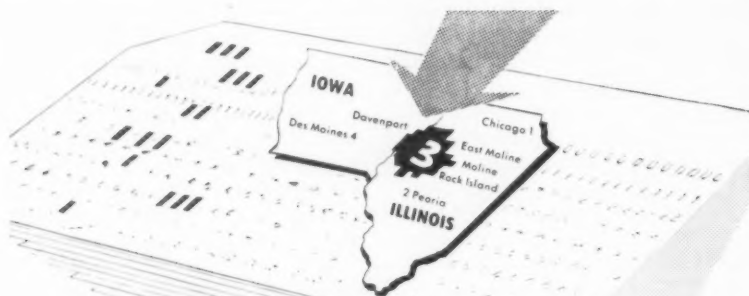 IOWA
Davenport
Chicago 1
Des Moines 4
3
East Moline
Moline
Rock Island
2 Peoria
ILLINOIS